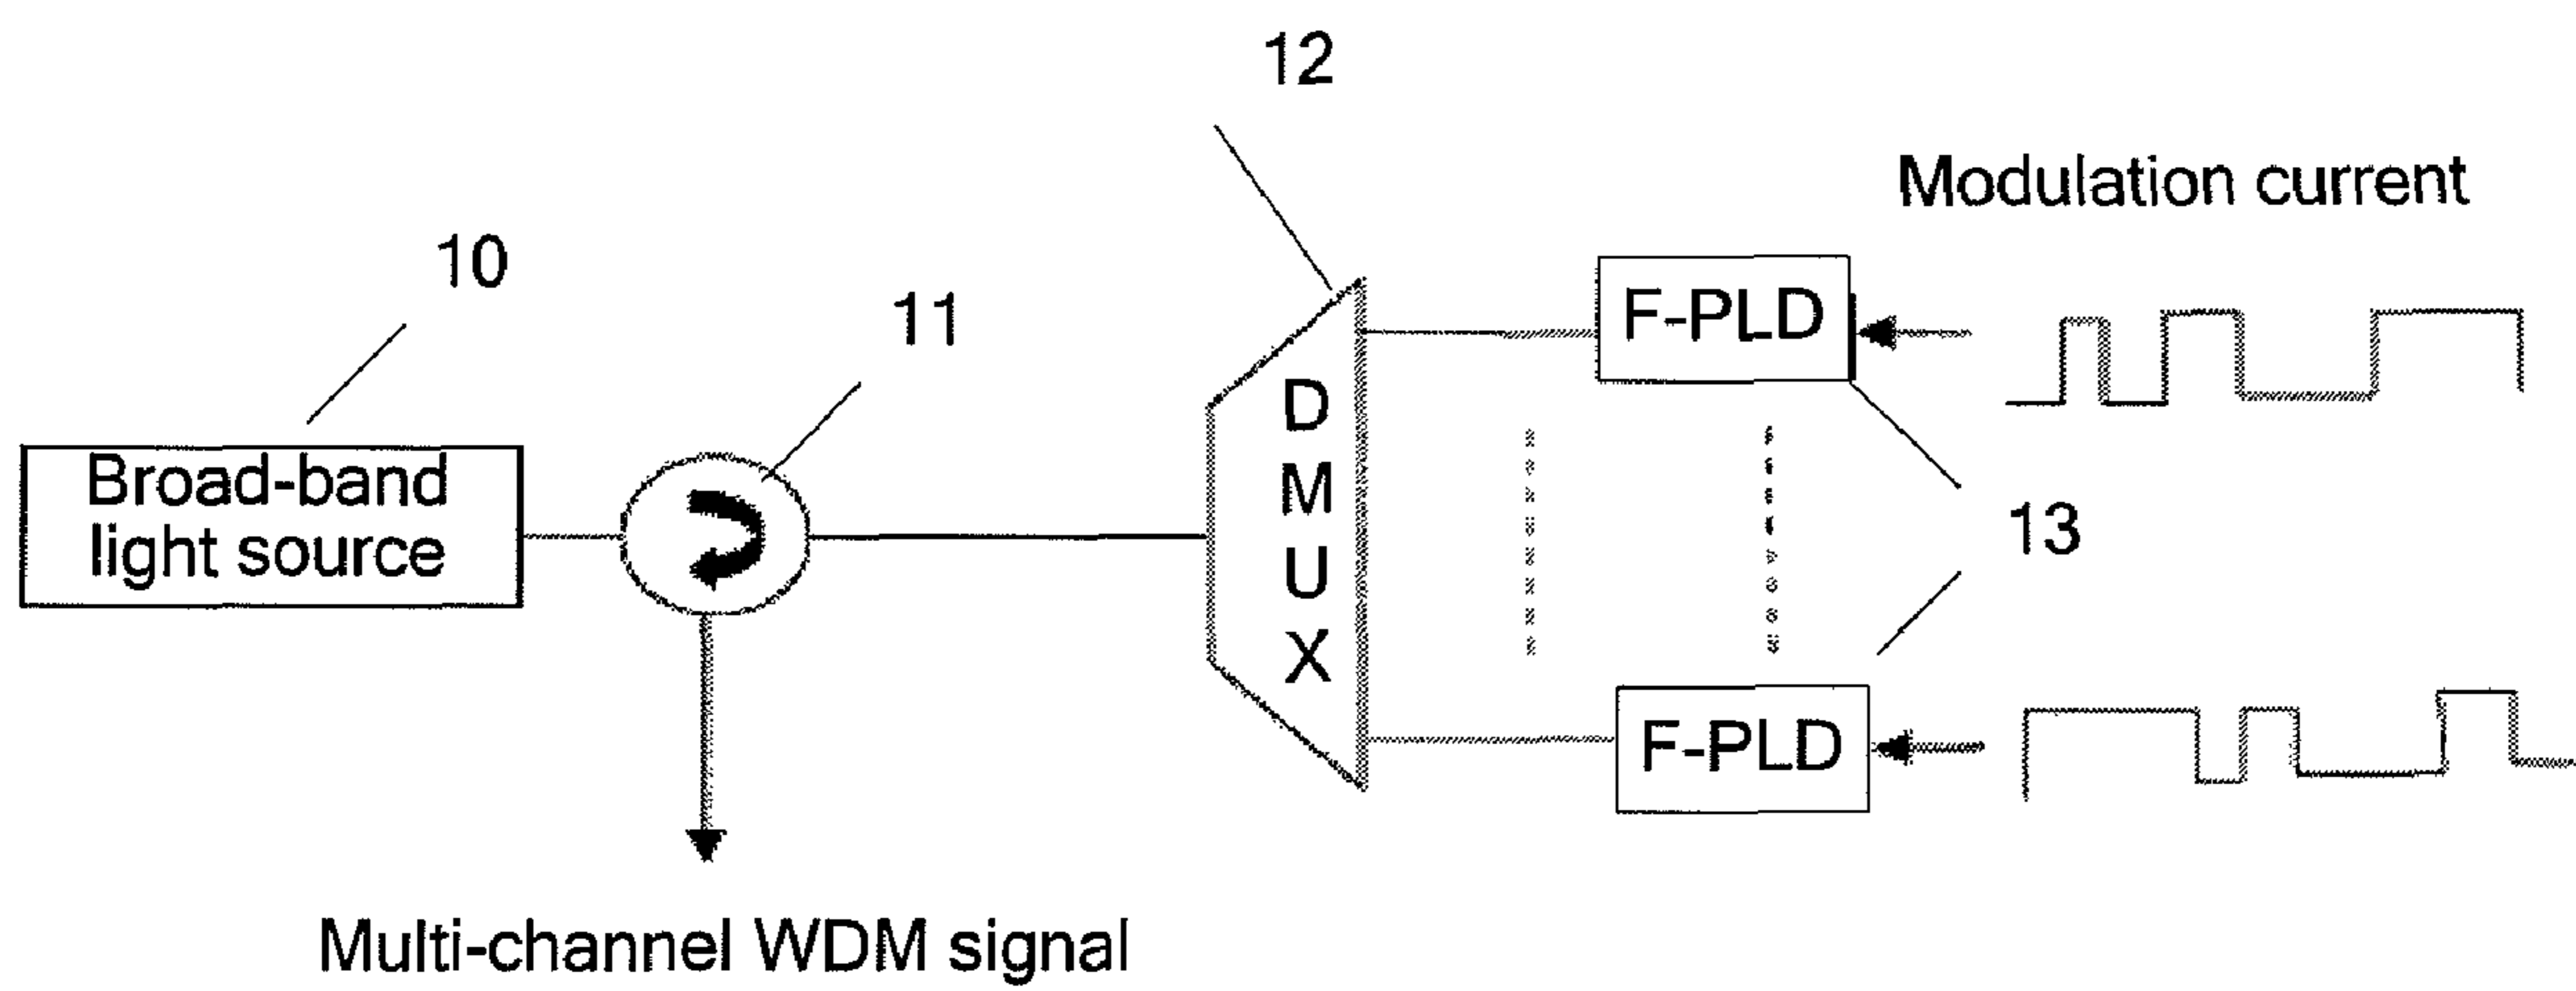 12
Modulation current
10
11
F-PLD
Broad-band
light source
D
M
U
X
13
F-PLD
Multi-channel WDM signal